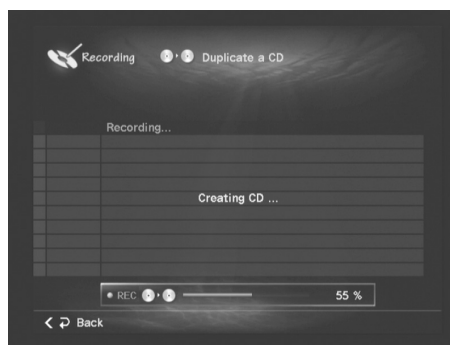 Recording Duplicate a CD
Recording...
Creating CD ...
REC 55 %
Back